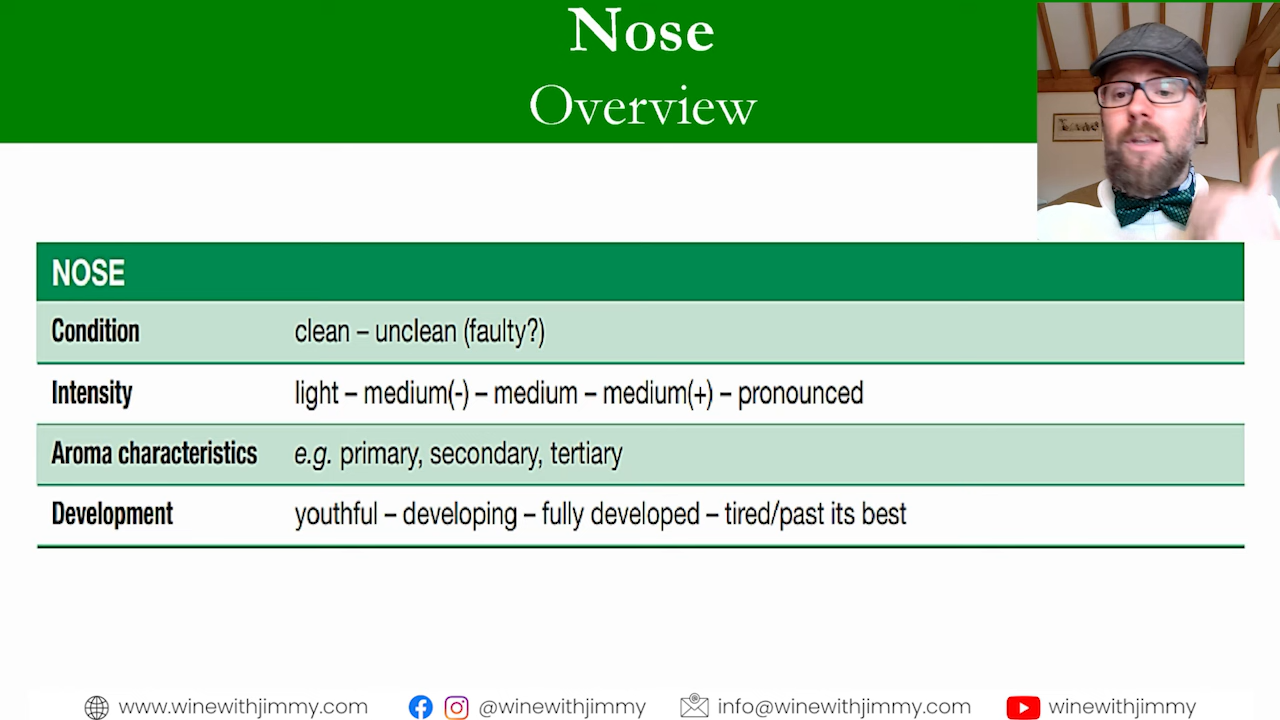 Nose
Overview
NOSE
Condition clean – unclean (faulty?)
Intensity light – medium(-) – medium – medium(+) – pronounced
Aroma characteristics e.g. primary, secondary, tertiary
Development youthful – developing – fully developed – tired/past its best
www.winewithjimmy.com @winewithjimmy info@winewithjimmy.com winewithjimmy